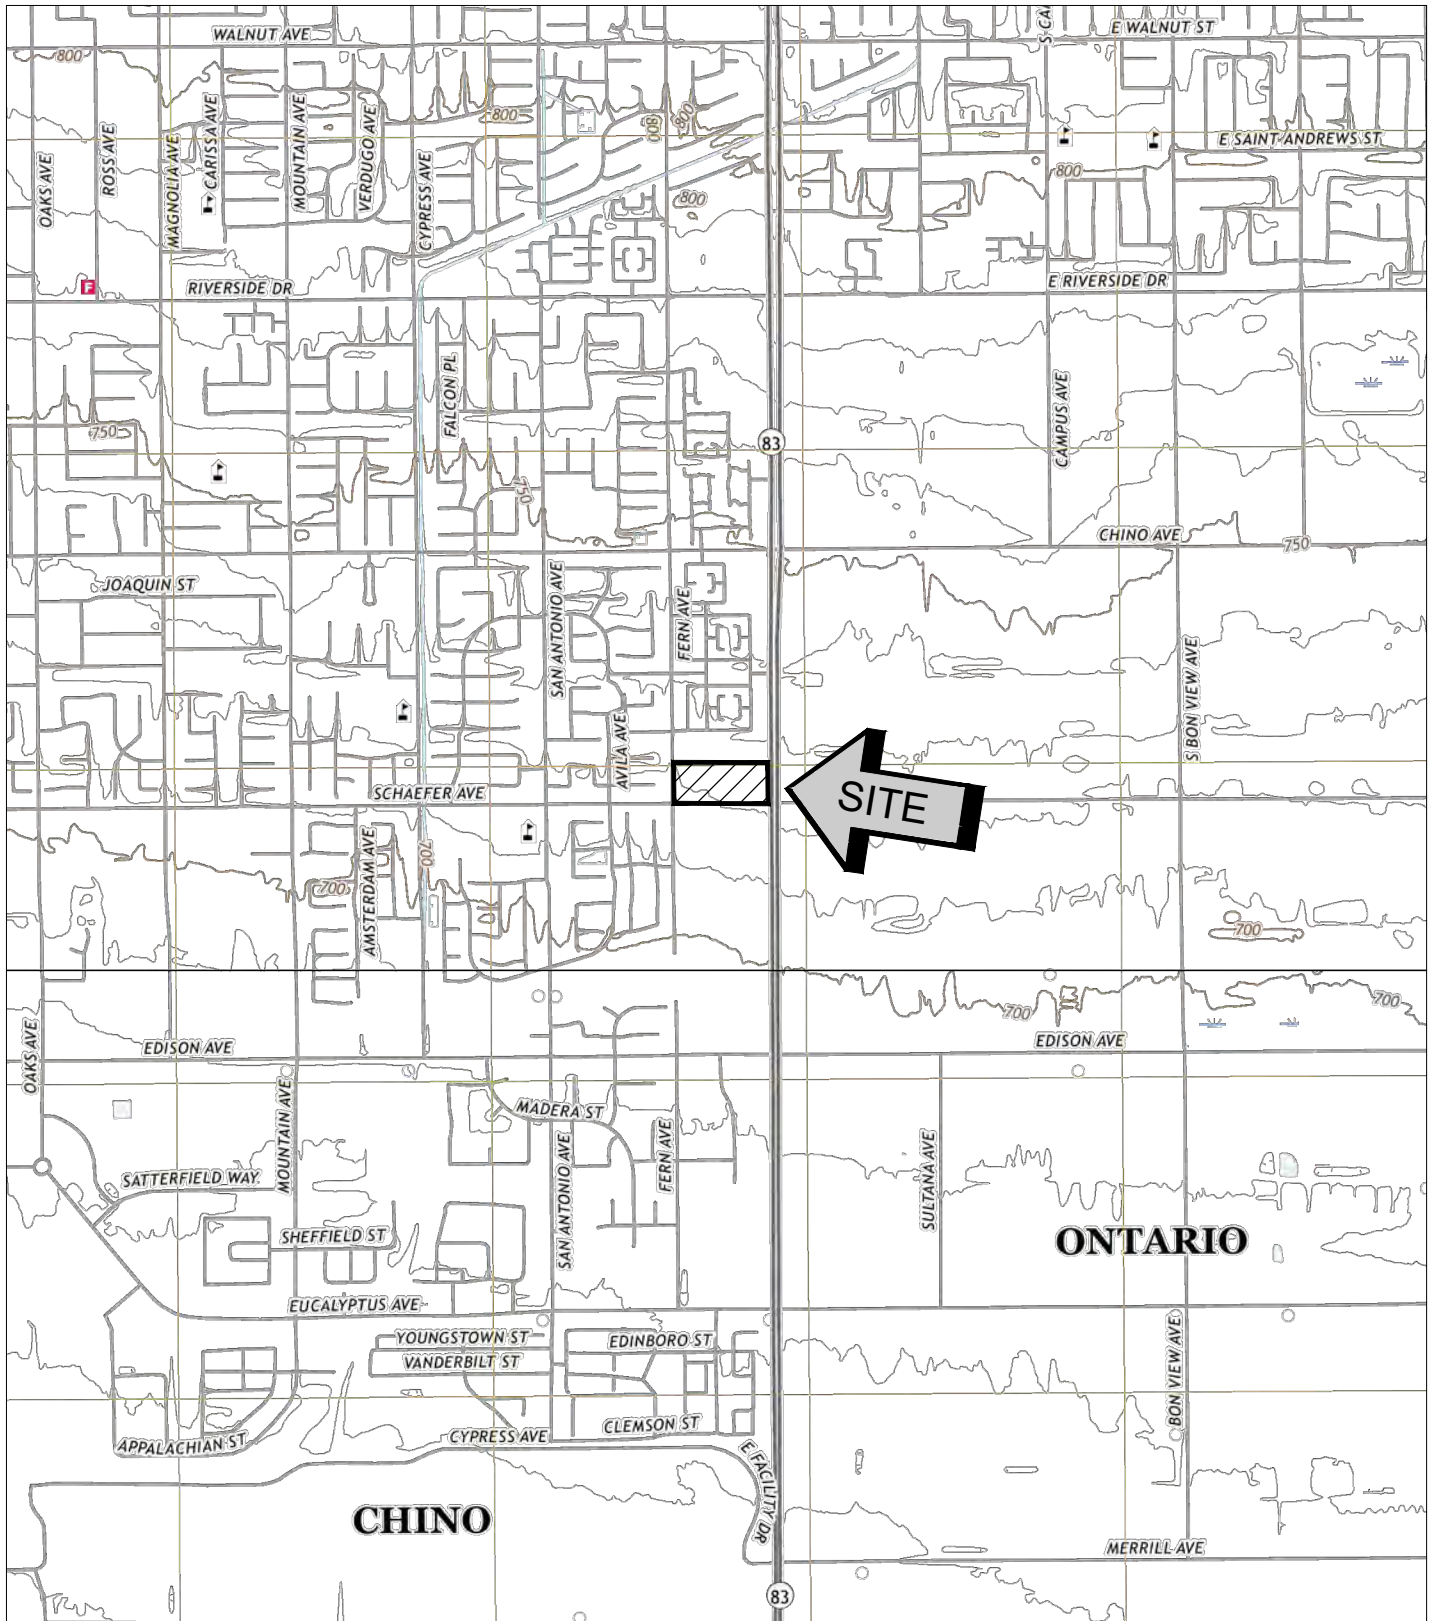 WALNUT AVE
S CA
E WALNUT ST
800
ROSS AVE
CARISSA AVE
MOUNTAIN AVE
VERDUGO AVE
800
800
800
E SAINT ANDREWS ST
OAKS AVE
MAGNOLIA AVE
CYPRESS AVE
800
800
F
RIVERSIDE DR
E RIVERSIDE DR
FALCON PL
CAMPUS AVE
750
83
750
CHINO AVE
750
JOAQUIN ST
SAN ANTONIO AVE
FERN AVE
S BON VIEW AVE
AVILA AVE
SCHAEFER AVE
SITE
AMSTERDAM AVE
700
700
700
700
700
OAKS AVE
EDISON AVE
EDISON AVE
MOUNTAIN AVE
MADERA ST
SAN ANTONIO AVE
FERN AVE
SULTANA AVE
SATTERFIELD WAY
SHEFFIELD ST
ONTARIO
EUCALYPTUS AVE
YOUNGSTOWN ST
EDINBORO ST
VANDERBILT ST
BON VIEW AVE
CLEMSON ST
APPALACHIAN ST
CYPRESS AVE
E FACILITY DR
CHINO
MERRILL AVE
83